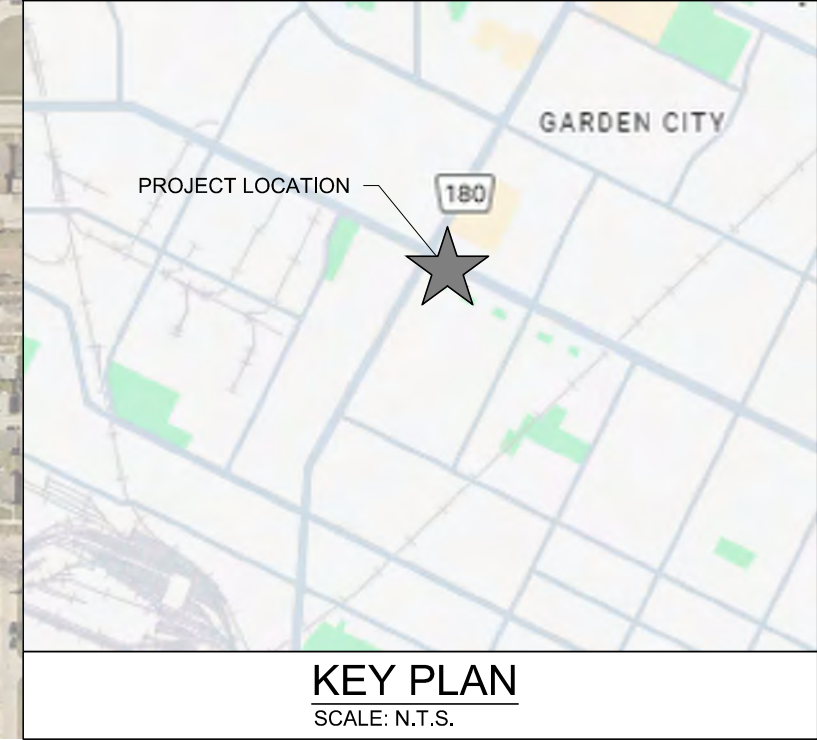 GARDEN CITY
PROJECT LOCATION
180
KEY PLAN
SCALE: N.T.S.